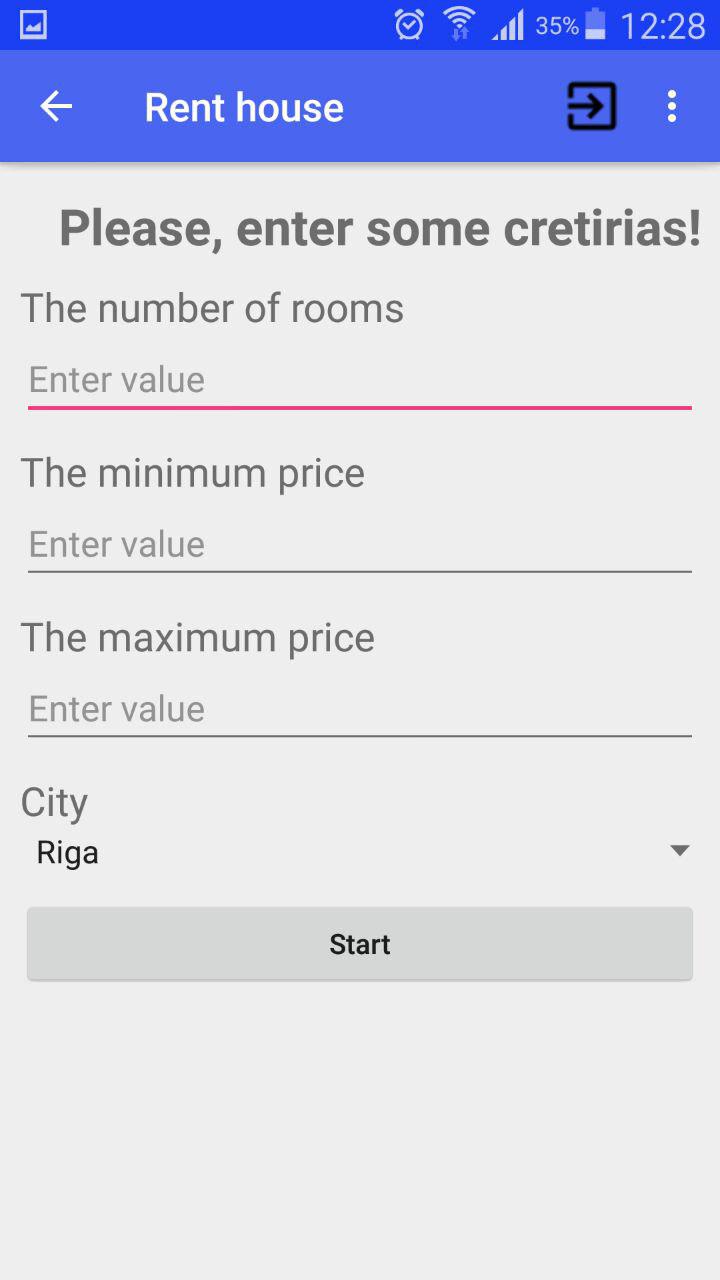 35% 12:28
Rent house
Please, enter some cretirias!
The number of rooms
Enter value
The minimum price
Enter value
The maximum price
Enter value
City
Riga
Start